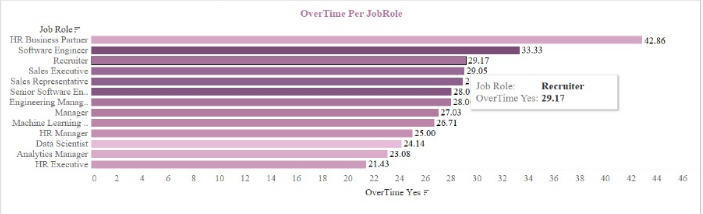 OverTime Per JobRole
Job Role
HR Business Partner 42.86
Software Engineer 33.33
Recruiter 29.17
Sales Executive 29.05
Sales Representative
Senior Software En..
Engineering Manag..
Manager 27.03
Machine Learning .. 26.71
HR Manager 25.00
Data Scientist 24.14
Analytics Manager 23.08
HR Executive 21.43
Job Role: Recruiter
OverTime Yes: 29.17
0 2 4 6 8 10 12 14 16 18 20 22 24 26 28 30 32 34 36 38 40 42 44 46
OverTime Yes